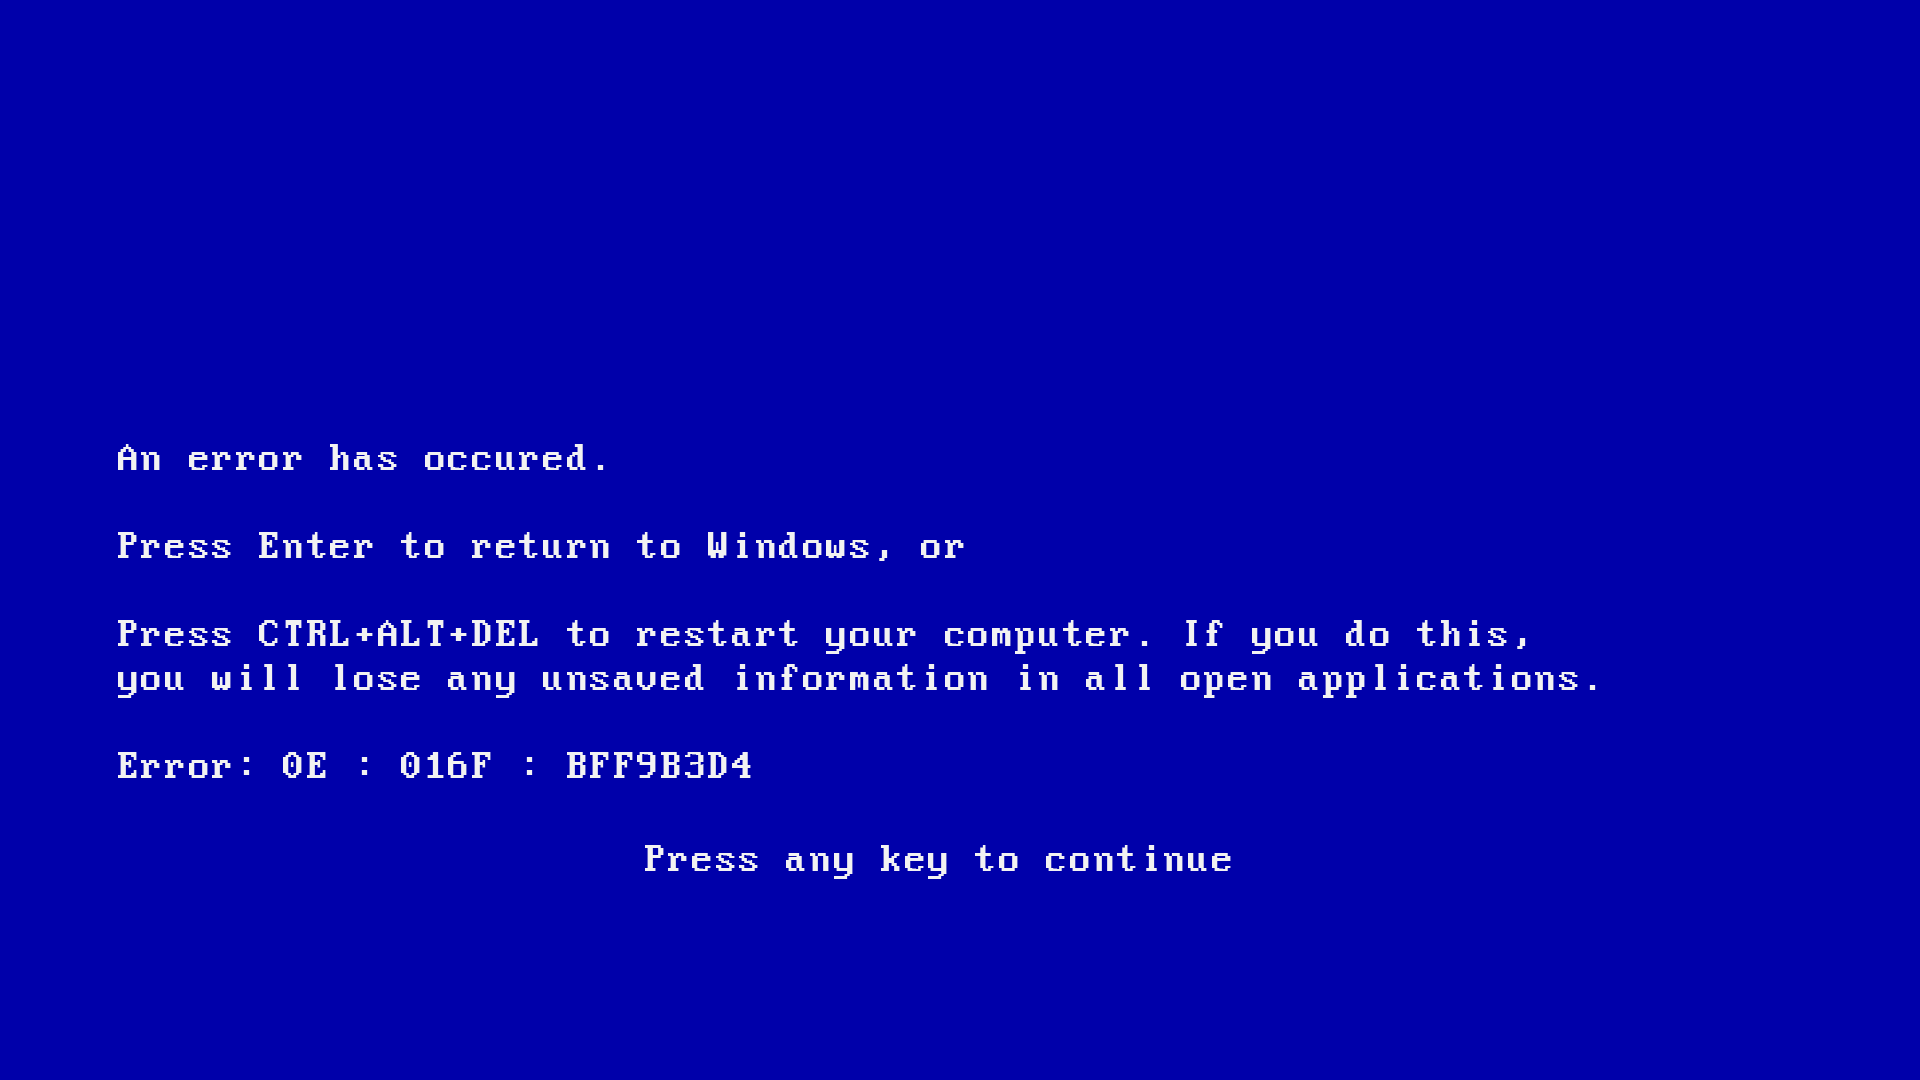 An error has occured.
Press Enter to return to Windows, or
Press CTRL+ALT+DEL to restart your computer. If you do this,
you will lose any unsaved information in all open applications.
Error: 0E : 016F : BFF9B3D4
Press any key to continue